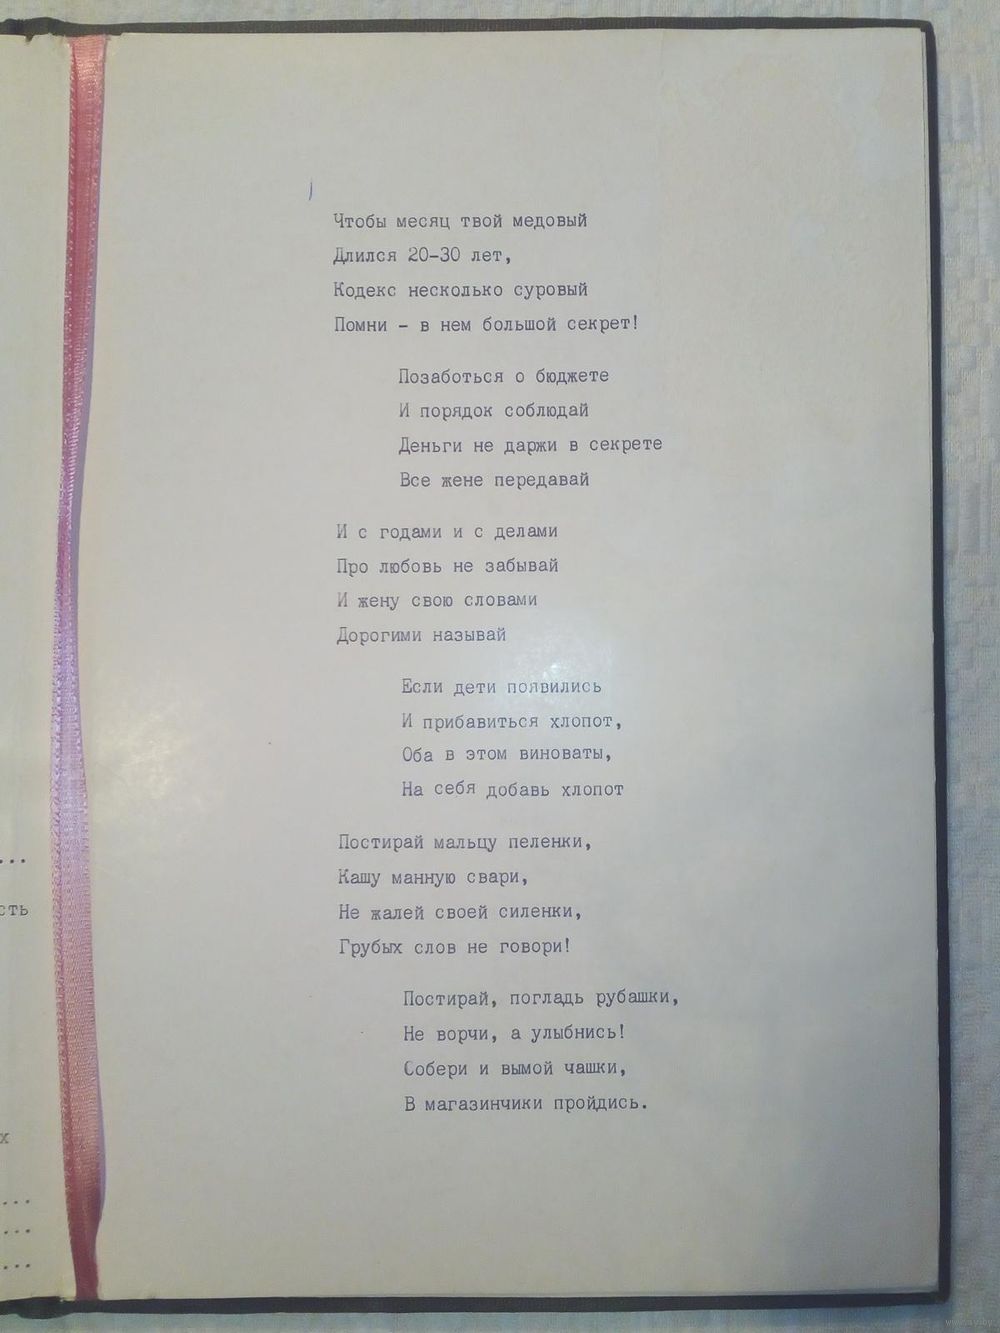 Чтобы месяц твой медовый
Длился 20-30 лет,
Кодекс несколько суровый
Помни - в нем большой секрет!
Позаботься о бюджете
И порядок соблюдай
Деньги не даржи в секрете
Все жене передавай
И с годами и с делами
Про любовь не забывай
И жену свою словами
Дорогими называй
Если дети появились
И прибавиться хлопот,
Оба в этом виноваты,
На себя добавь хлопот
Постирай мальцу пеленки,
Кашу манную свари,
Не жалей своей силенки,
Грубых слов не говори!
Постирай, погладь рубашки,
Не ворчи, а улыбнись!
Собери и вымой чашки,
В магазинчики пройдись.